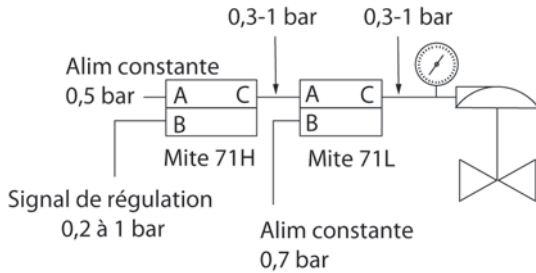 0,3-1 bar
0,3-1 bar
Alim constante
0,5 bar
A C
B
A C
B
Mite 71H
Mite 71L
Signal de régulation
0,2 à 1 bar
Alim constante
0,7 bar